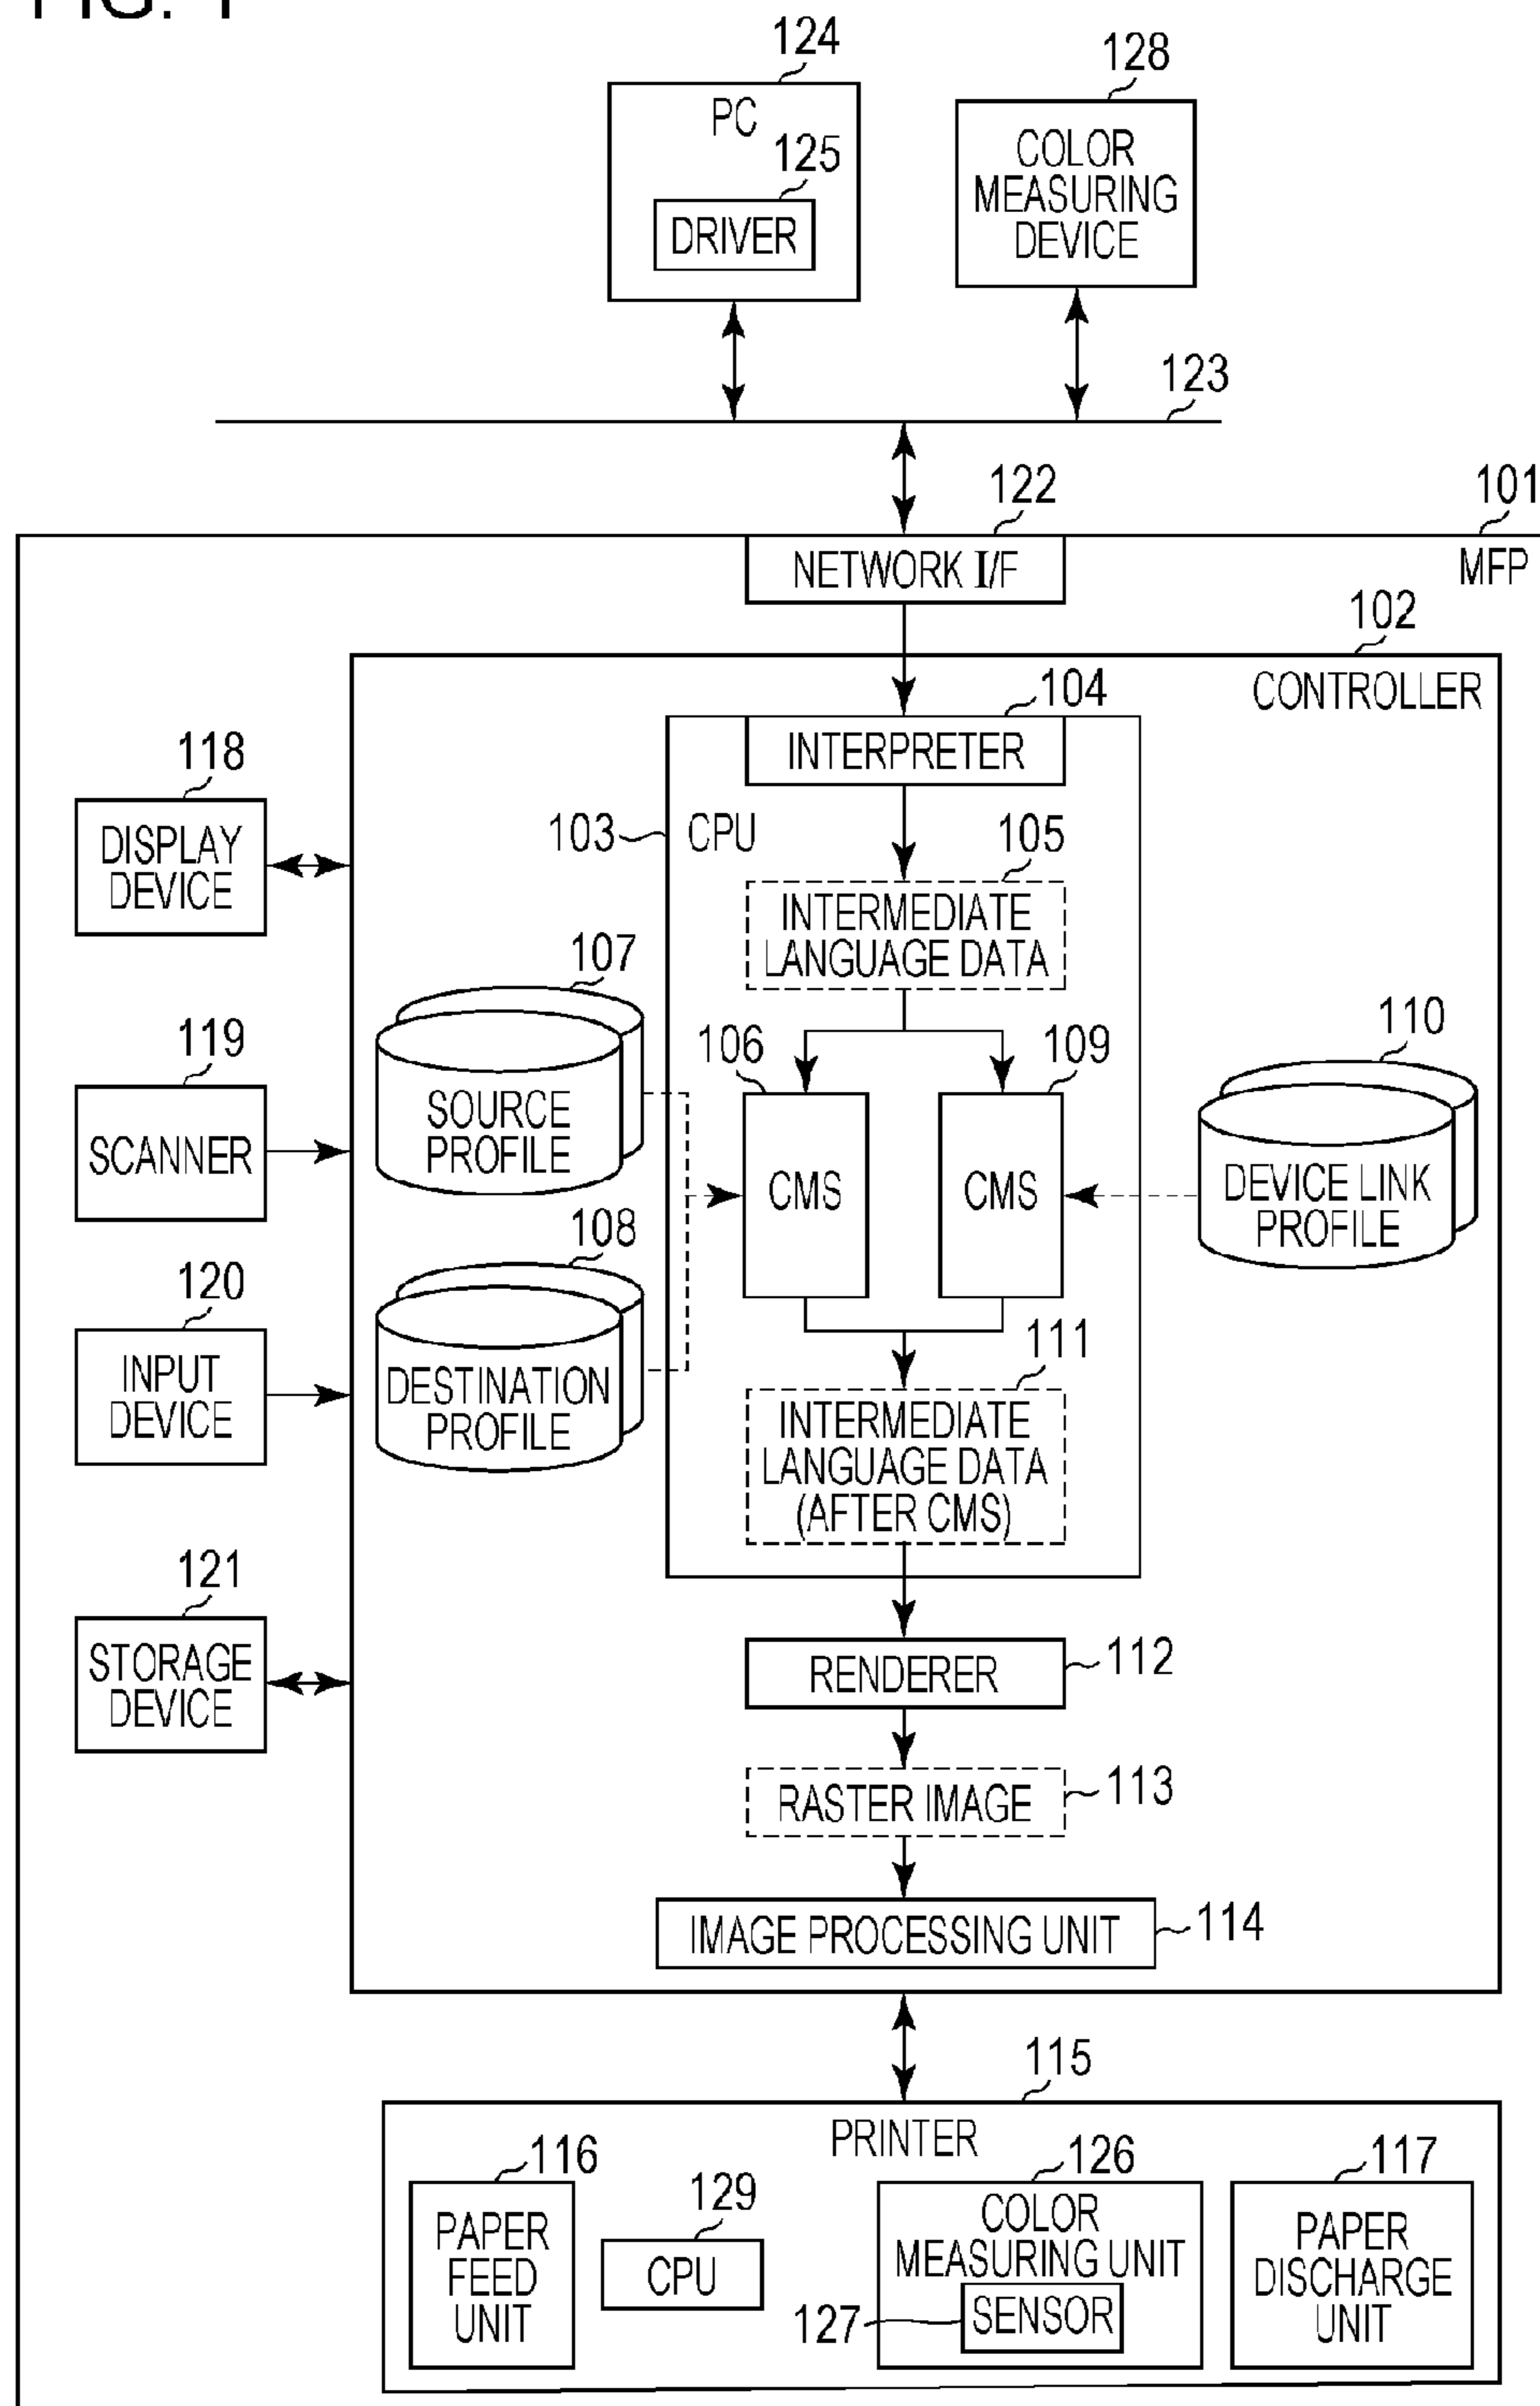 FIG. 1
124
PC
125
DRIVER
128
COLOR
MEASURING
DEVICE
123
122
NETWORK I/F
101
MFP
102
CONTROLLER
104
INTERPRETER
103
CPU
105
INTERMEDIATE
LANGUAGE DATA
118
DISPLAY
DEVICE
107
SOURCE
PROFILE
106
CMS
109
CMS
110
DEVICE LINK
PROFILE
119
SCANNER
108
DESTINATION
PROFILE
120
INPUT
DEVICE
111
INTERMEDIATE
LANGUAGE DATA
(AFTER CMS)
121
STORAGE
DEVICE
RENDERER
112
RASTER IMAGE
113
IMAGE PROCESSING UNIT
114
115
PRINTER
116
PAPER
FEED
UNIT
129
CPU
126
COLOR
MEASURING UNIT
127
SENSOR
117
PAPER
DISCHARGE
UNIT